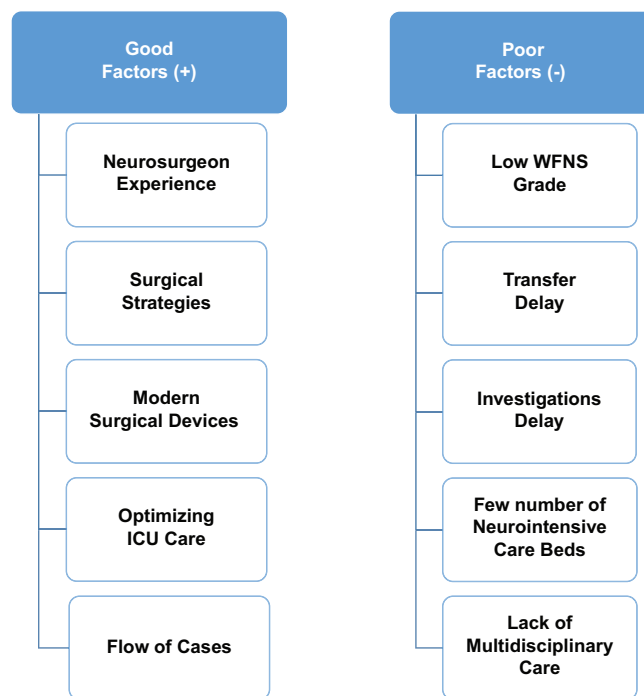 Good
Factors (+)
Neurosurgeon
Experience
Surgical
Strategies
Modern
Surgical Devices
Optimizing
ICU Care
Flow of Cases
Poor
Factors (-)
Low WFNS
Grade
Transfer
Delay
Investigations
Delay
Few number of
Neurointensive
Care Beds
Lack of
Multidisciplinary
Care